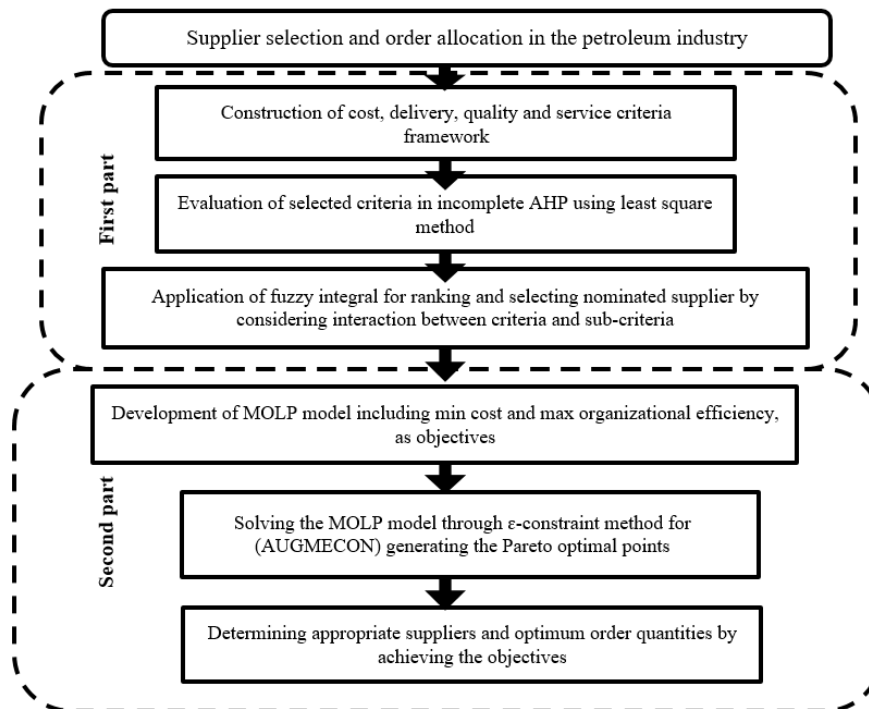 Supplier selection and order allocation in the petroleum industry
First part
Construction of cost, delivery, quality and service criteria
framework
Evaluation of selected criteria in incomplete AHP using least square
method
Application of fuzzy integral for ranking and selecting nominated supplier by
considering interaction between criteria and sub-criteria
Second part
Development of MOLP model including min cost and max organizational efficiency,
as objectives
Solving the MOLP model through ε-constraint method for
(AUGMECON) generating the Pareto optimal points
Determining appropriate suppliers and optimum order quantities by
achieving the objectives